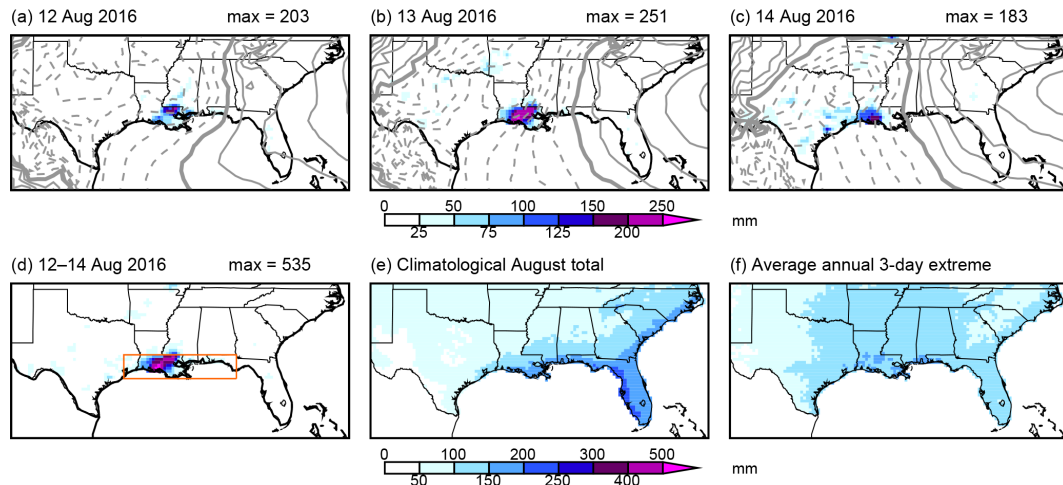 (a) 12 Aug 2016 max = 203 (b) 13 Aug 2016 max = 251 (c) 14 Aug 2016 max = 183
0 50 100 150 250
25 75 125 200
mm
(d) 12–14 Aug 2016 max = 535 (e) Climatological August total (f) Average annual 3-day extreme
0 100 200 300 500
50 150 250 400
mm